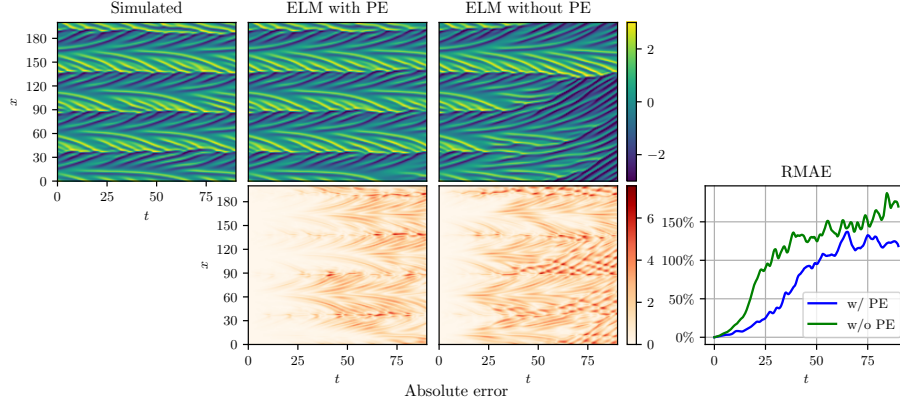 Simulated
ELM with PE
ELM without PE
180
150
120
90
60
30
0
x
0 25 50 75
t
2
0
−2
180
150
120
90
60
30
0
x
0 25 50 75
t
0 25 50 75
t
6
4
2
0
Absolute error
RMAE
150%
100%
50%
0%
w/ PE
w/o PE
0 25 50 75
t